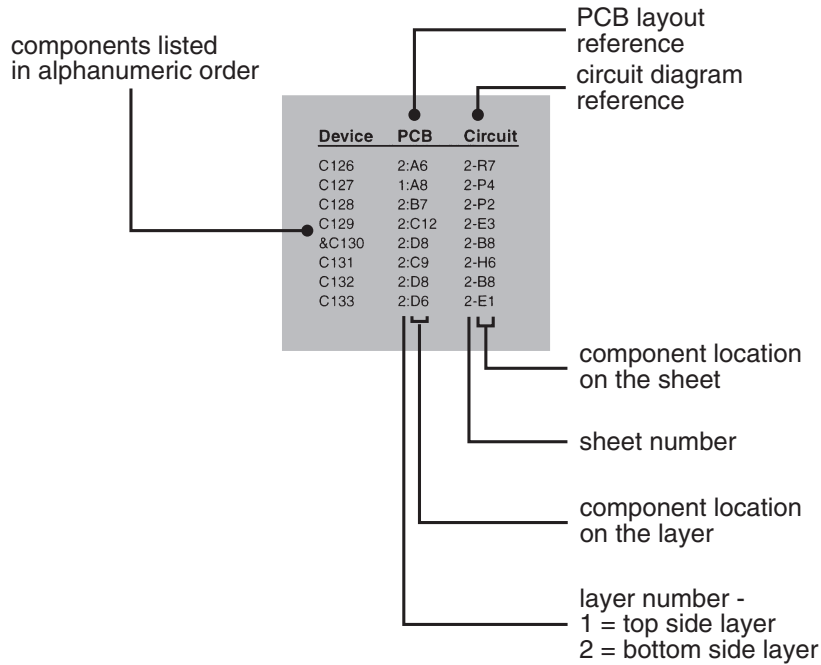 components listed
in alphanumeric order
PCB layout
reference
circuit diagram
reference
Device PCB Circuit
C126 2:A6 2-R7
C127 1:A8 2-P4
C128 2:B7 2-P2
C129 2:C12 2-E3
&C130 2:D8 2-B8
C131 2:C9 2-H6
C132 2:D8 2-B8
C133 2:D6 2-E1
component location
on the sheet
sheet number
component location
on the layer
layer number -
1 = top side layer
2 = bottom side layer